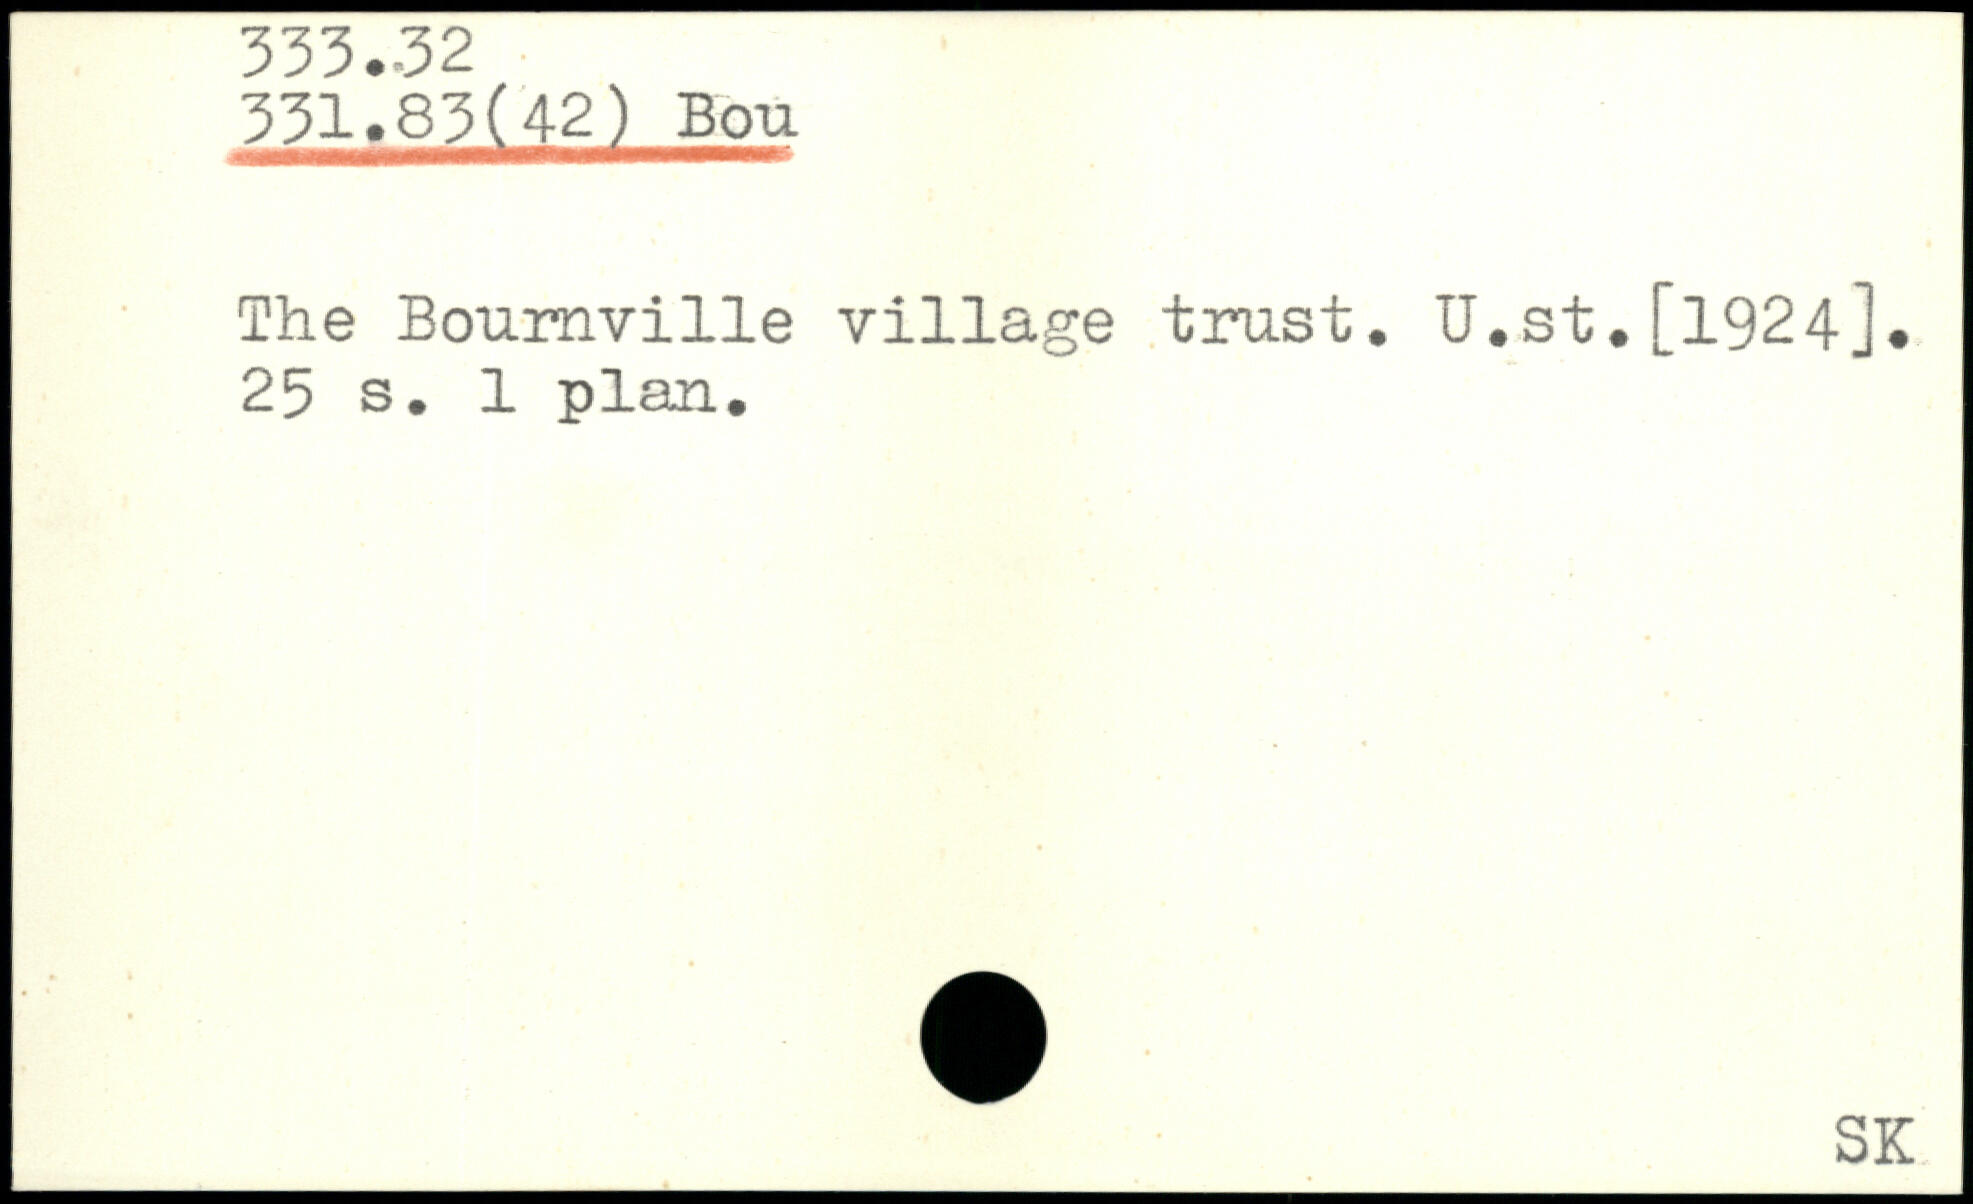 333.32
331.83(42) Bou
The Bournville village trust. U.st.[1924].
25 s. 1 plan.
SK